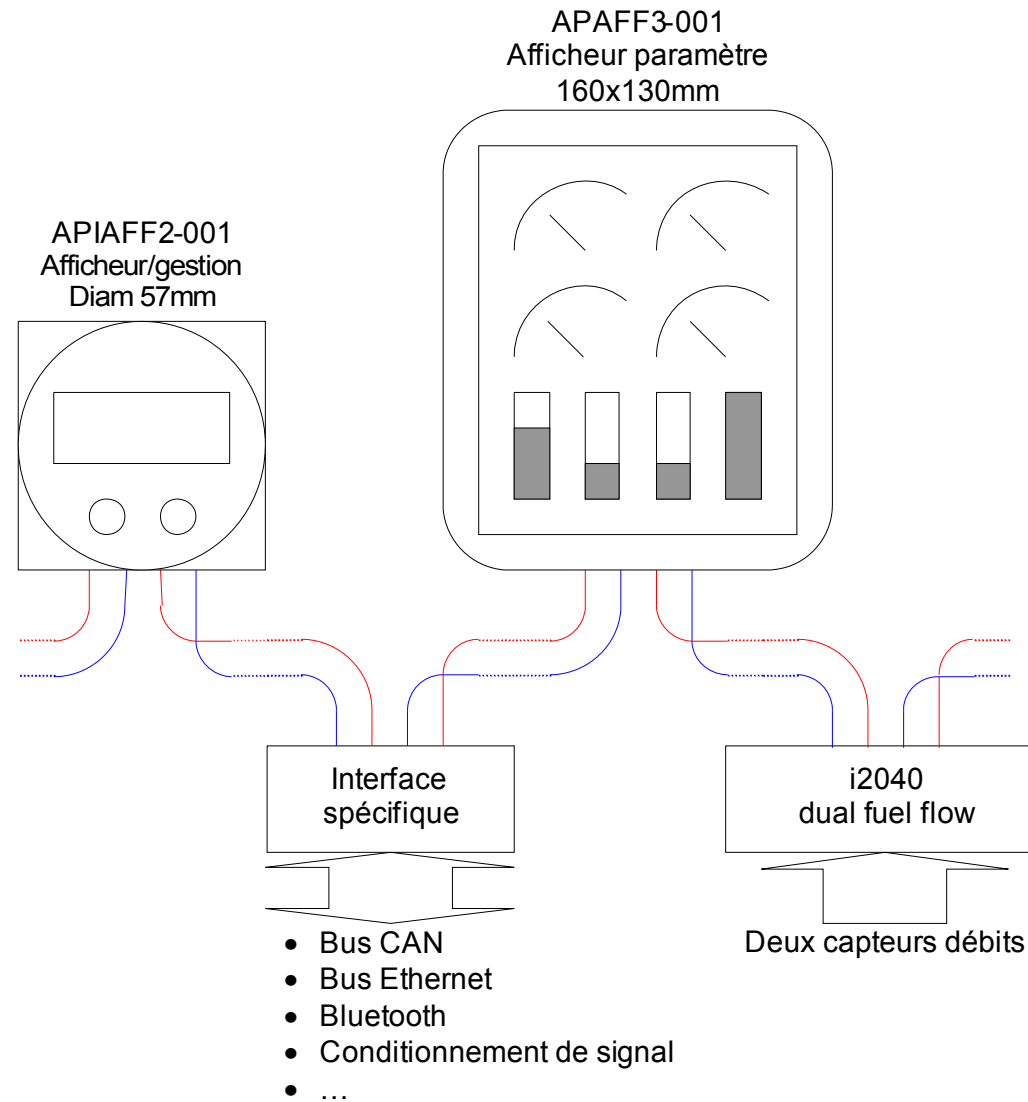 APAFF3-001
Afficheur paramètre
160x130mm
APIAFF2-001
Afficheur/gestion
Diam 57mm
Interface
spécifique
i2040
dual fuel flow
Deux capteurs débits
• Bus CAN
• Bus Ethernet
• Bluetooth
• Conditionnement de signal
• ...